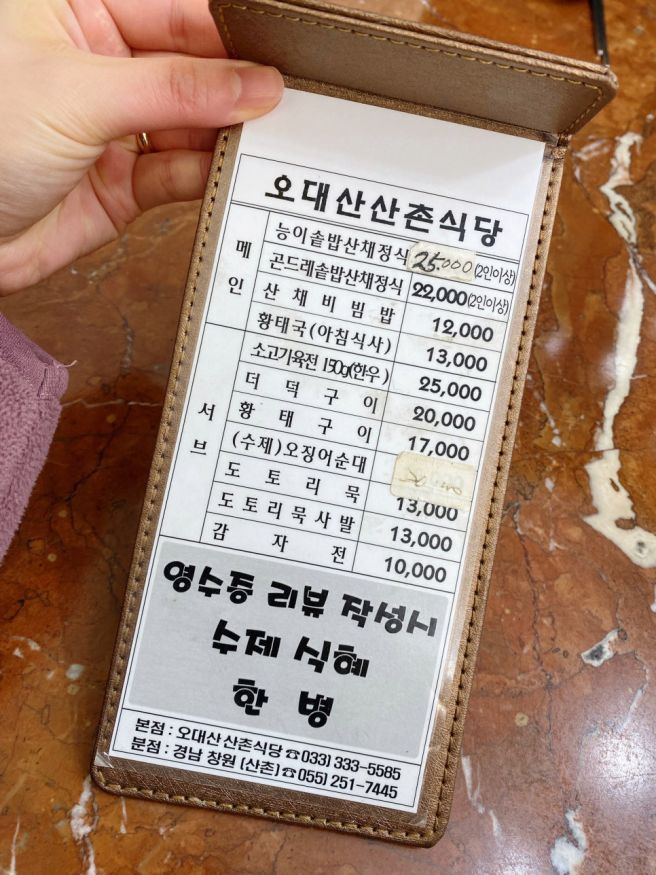 오대산산촌식당
메인
능이솥밥산채정식 25.000 (2인이상)
곤드레솥밥산채정식 22,000(2인이상)
산채비빔밥 12,000
황태국(아침식사) 13,000
서브
소고기육전 150g(한우) 25,000
더덕구이 20,000
황태구이 17,000
(수제)오징어순대
도토리묵 13,000
도토리묵사발 13,000
감자전 10,000
영수증 리뷰 작성시
수제 식혜
한 병
본점 : 오대산 산촌식당 ☎033) 333-5585
분점 : 경남 창원 [산촌] ☎055) 251-7445